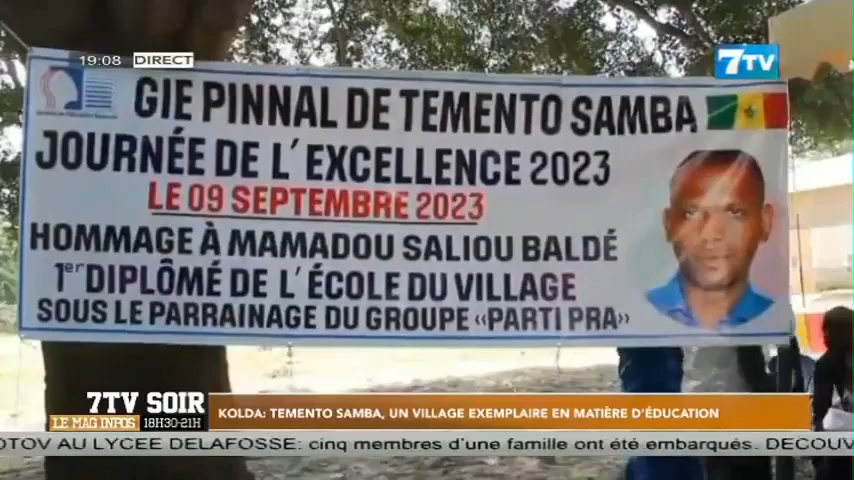 19:08 DIRECT
7TV
GIE PINNAL DE TEMENTO SAMBA
JOURNÉE DE L'EXCELLENCE 2023
LE 09 SEPTEMBRE 2023
HOMMAGE À MAMADOU SALIOU BALDÉ
1er DIPLÔMÉ DE L'ÉCOLE DU VILLAGE
SOUS LE PARRAINAGE DU GROUPE «PARTI PRA»
7TV SOIR
LE MAG INFOS 18H30-21H
KOLDA: TEMENTO SAMBA, UN VILLAGE EXEMPLAIRE EN MATIÈRE D'ÉDUCATION
OTOV AU LYCEE DELAFOSSE: cinq membres d'une famille ont été embarqués. DECOUV